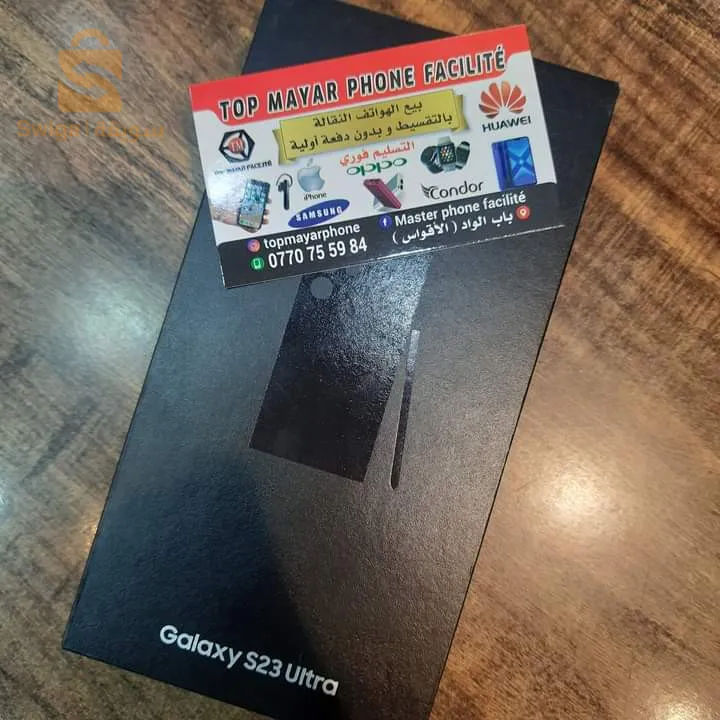 TOP MAYAR PHONE FACILITÉ
بيع الهواتف النقالة
بالتقسيط و بدون دفعة أولية
التسليم فوري
HUAWEI
oppo
iPhone
SAMSUNG
Condor
topmayarphone
Master phone facilité
0770 75 59 84
باب الواد ( الأقواس )
Galaxy S23 Ultra